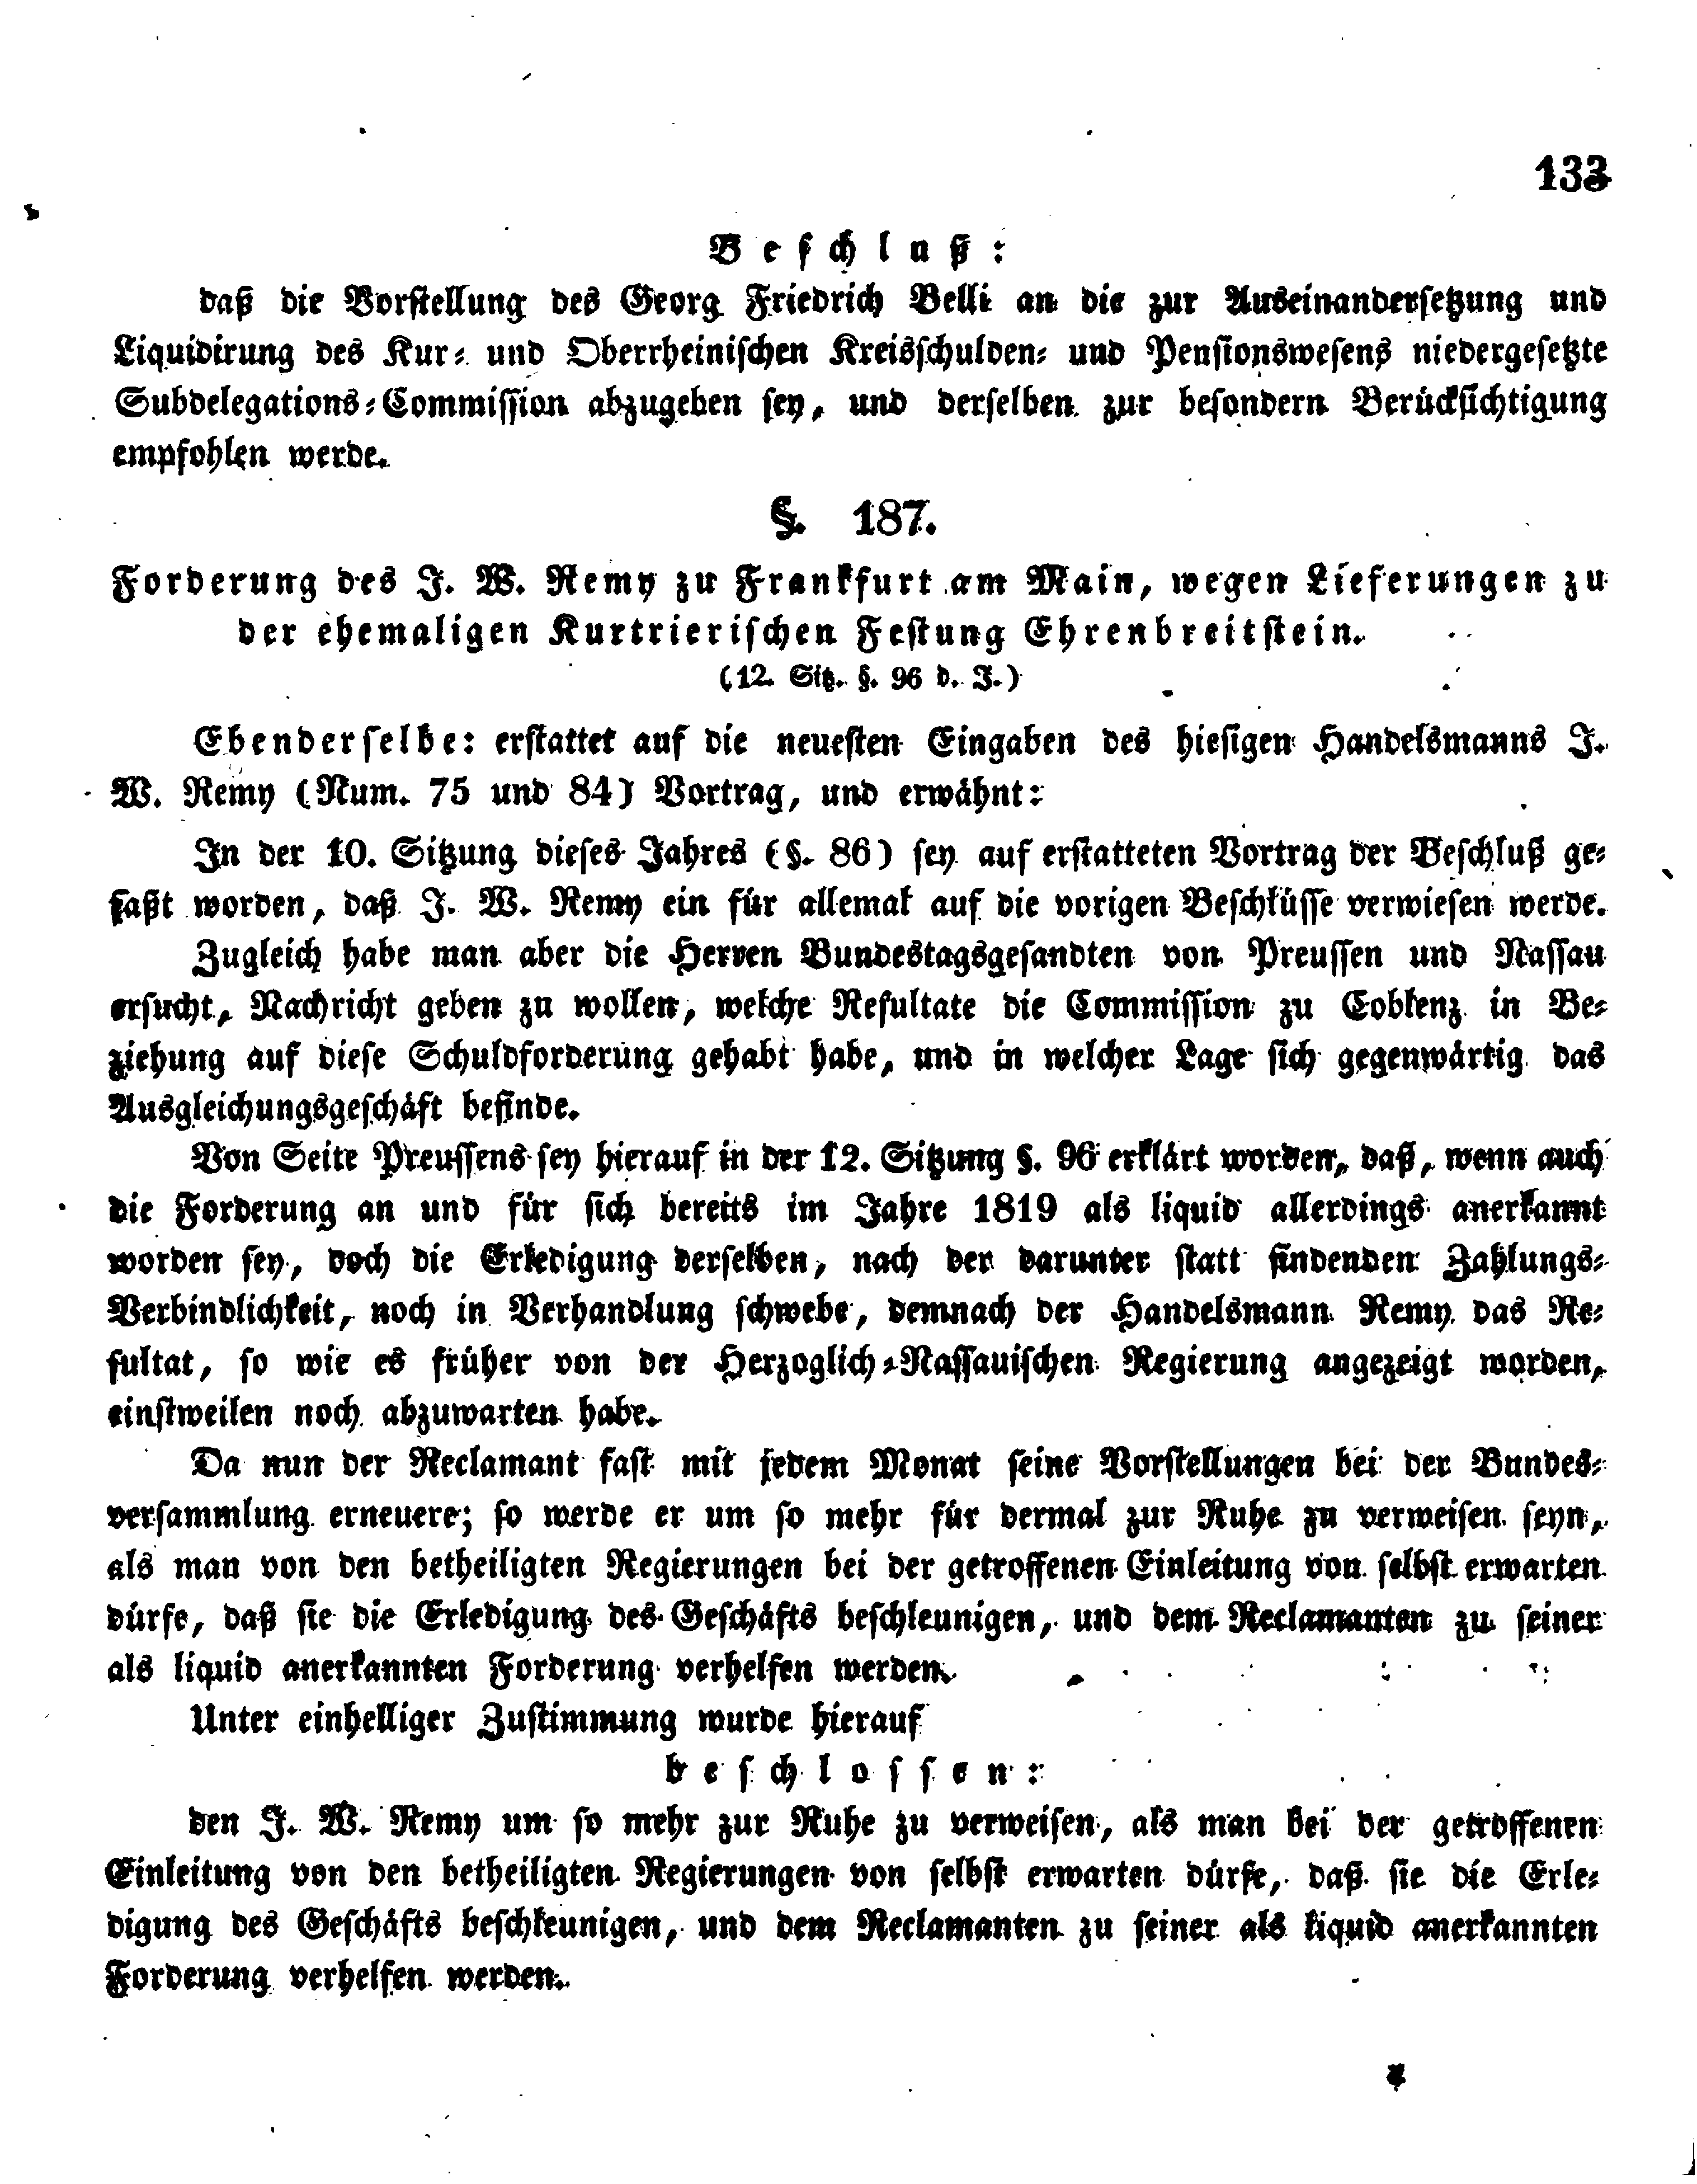 133
Beschluß:
daß die Vorstellung des Georg Friedrich Belli an die zur Auseinandersetzung und
Liquidirung des Kur- und Oberrheinischen Kreisschulden- und Pensionswesens niedergesetzte
Subdelegations-Commission abzugeben sey, und derselben zur besondern Berücksichtigung
empfohlen werde.
§. 187.
Forderung des J. W. Remy zu Frankfurt am Main, wegen Lieferungen zu
der ehemaligen Kurtrierischen Festung Ehrenbreitstein.
(12. Sitz. §. 96 d. J.)
Ebenderselbe: erstattet auf die neuesten Eingaben des hiesigen Handelsmanns J.
W. Remy (Num. 75 und 84) Vortrag, und erwähnt:
In der 10. Sitzung dieses Jahres (§. 86) sey auf erstatteten Vortrag der Beschluß ge-
faßt worden, daß J. W. Remy ein für allemal auf die vorigen Beschlüsse verwiesen werde.
Zugleich habe man aber die Herren Bundestagsgesandten von Preussen und Nassau
ersucht, Nachricht geben zu wollen, welche Resultate die Commission zu Coblenz in Be-
ziehung auf diese Schuldforderung gehabt habe, und in welcher Lage sich gegenwärtig das
Ausgleichungsgeschäft befinde.
Von Seite Preussens sey hierauf in der 12. Sitzung §. 96 erklärt worden, daß, wenn auch
die Forderung an und für sich bereits im Jahre 1819 als liquid allerdings anerkannt
worden sey, doch die Erledigung derselben, nach der darunter statt findenden Zahlungs-
Verbindlichkeit, noch in Verhandlung schwebe, demnach der Handelsmann Remy das Re-
sultat, so wie es früher von der Herzoglich-Nassauischen Regierung angezeigt worden,
einstweilen noch abzuwarten habe.
Da nun der Reclamant fast mit jedem Monat seine Vorstellungen bei der Bundes-
versammlung erneuere; so werde er um so mehr für dermal zur Ruhe zu verweisen seyn,
als man von den betheiligten Regierungen bei der getroffenen Einleitung von selbst erwarten
dürfe, daß sie die Erledigung des Geschäfts beschleunigen, und dem Reclamanten zu seiner
als liquid anerkannten Forderung verhelfen werden.
Unter einhelliger Zustimmung wurde hierauf
beschlossen:
den J. W. Remy um so mehr zur Ruhe zu verweisen, als man bei der getroffenen
Einleitung von den betheiligten Regierungen von selbst erwarten dürfe, daß sie die Erle-
digung des Geschäfts beschleunigen, und dem Reclamanten zu seiner als liquid anerkannten
Forderung verhelfen werden.